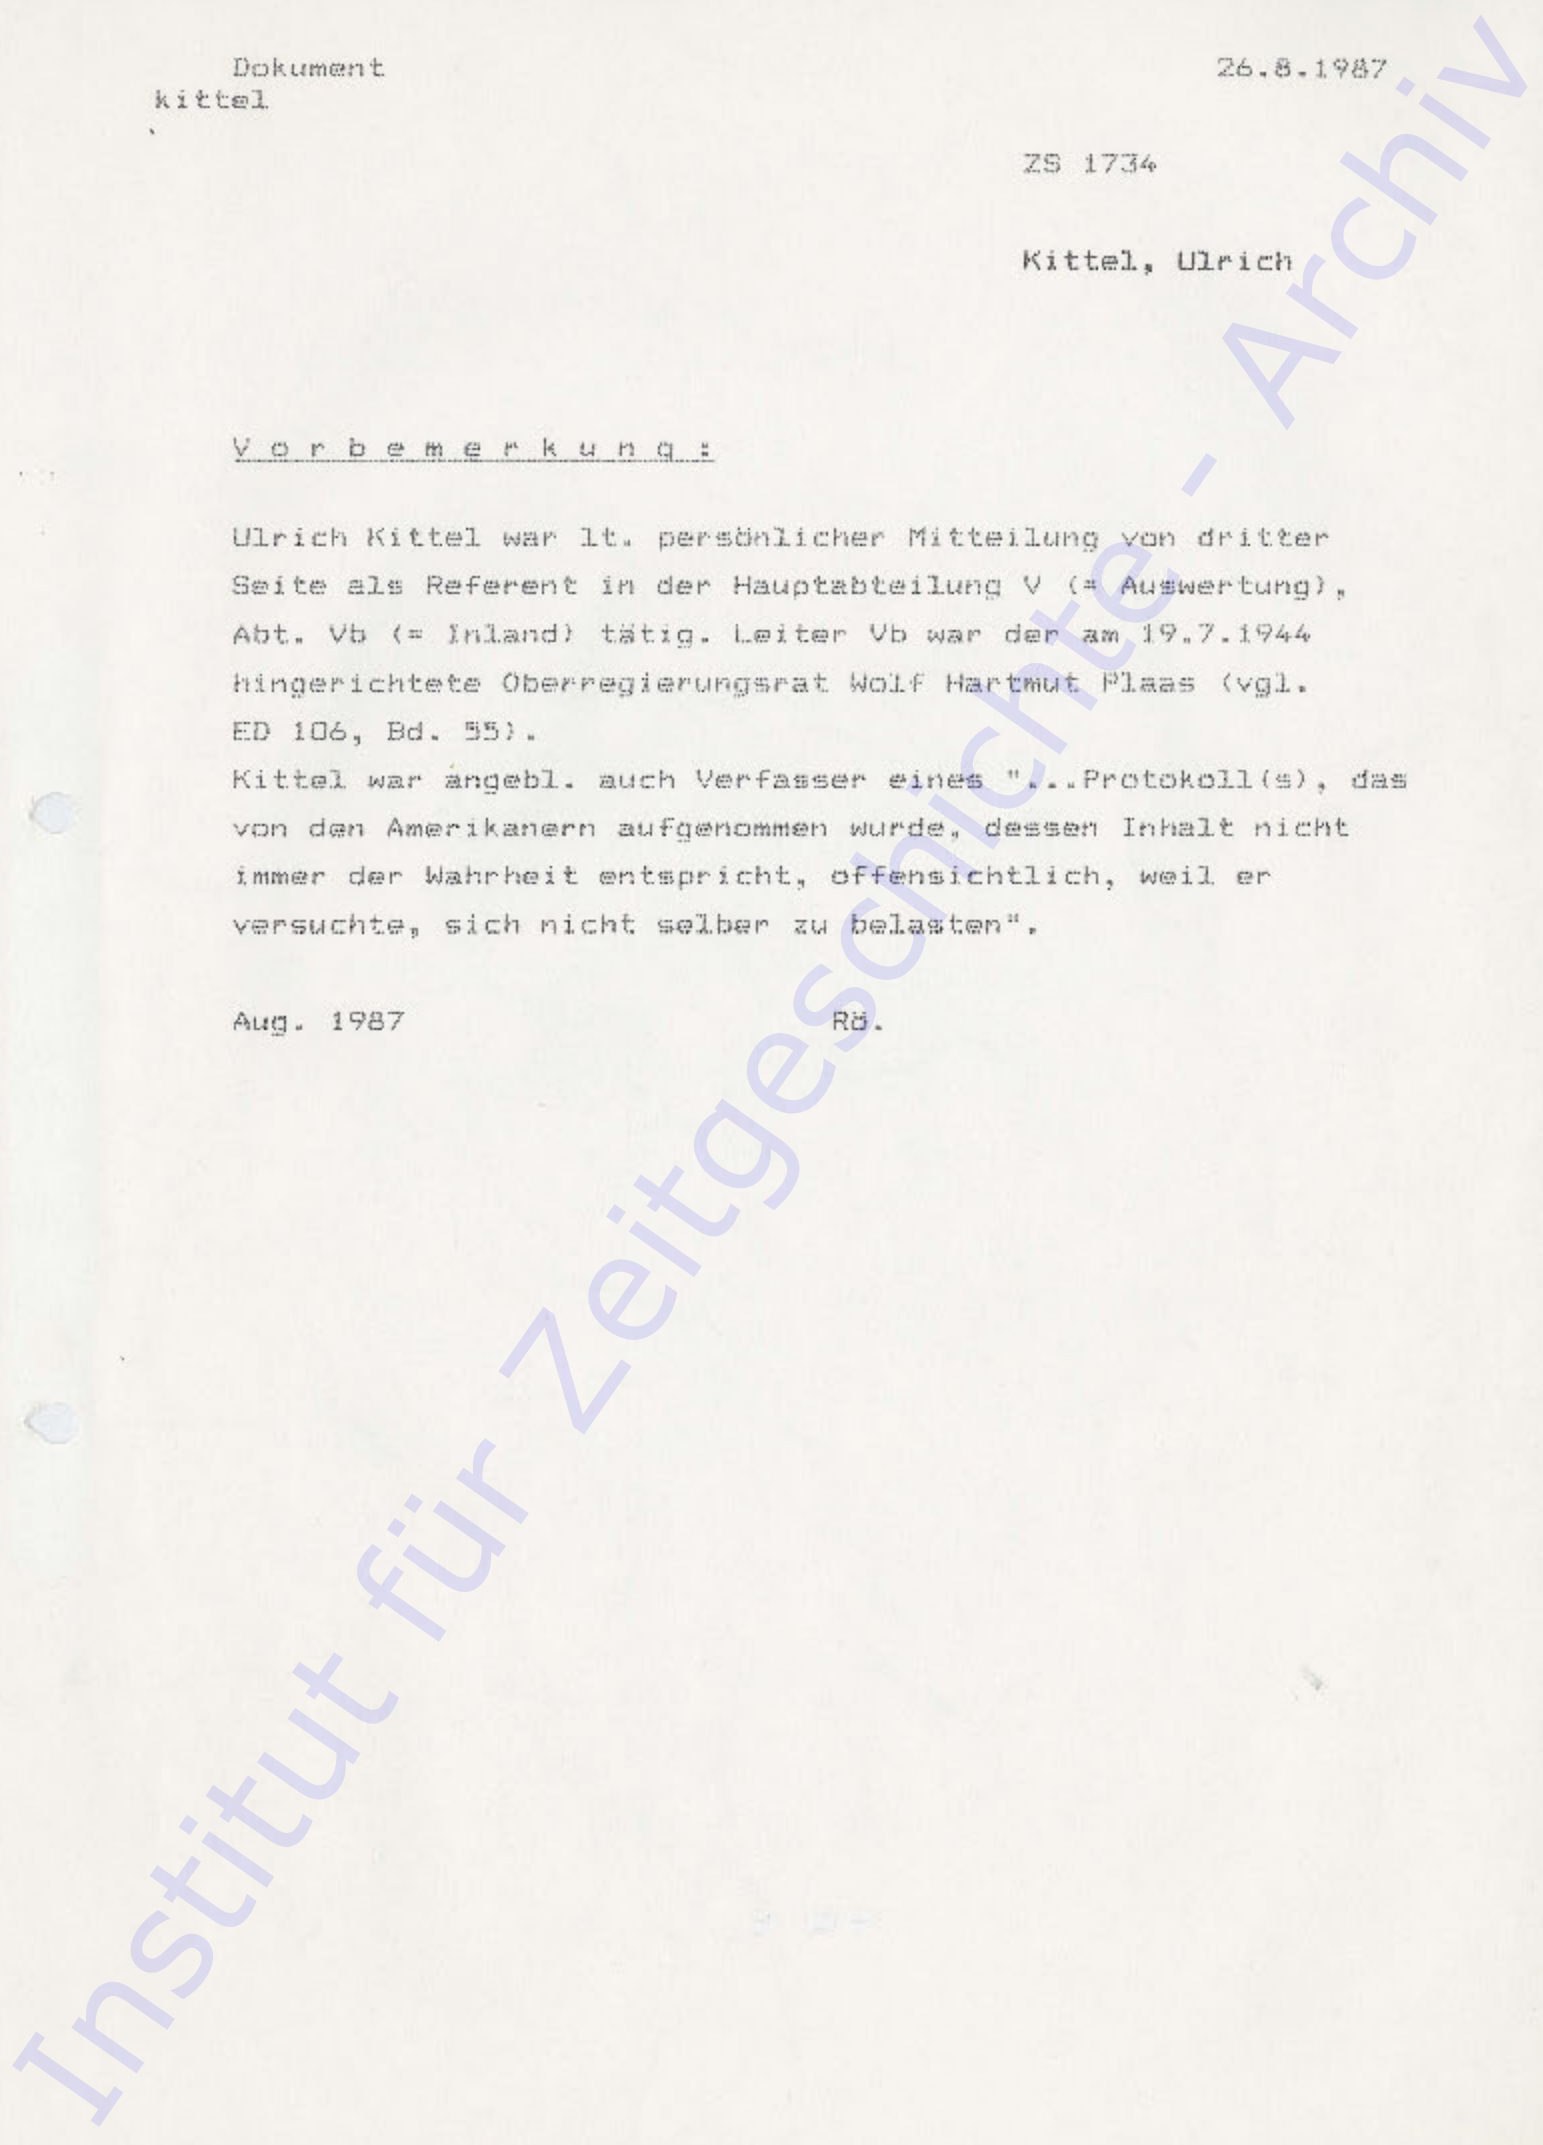 Dokument 26.8.1987
kittel
ZS 1734
Kittel, Ulrich
V o r b e m e r k u n g :
Ulrich Kittel war lt. persönlicher Mitteilung von dritter
Seite als Referent in der Hauptabteilung V (= Auswertung),
Abt. Vb (= Inland) tätig. Leiter Vb war der am 19.7.1944
hingerichtete Oberregierungsrat Wolf Hartmut Plaas (vgl.
ED 106, Bd. 55).
Kittel war angebl. auch Verfasser eines "...Protokoll(s), das
von den Amerikanern aufgenommen wurde, dessen Inhalt nicht
immer der Wahrheit entspricht, offensichtlich, weil er
versuchte, sich nicht selber zu belasten".
Aug. 1987 Rö.
Institut für Zeitgeschichte - Archiv